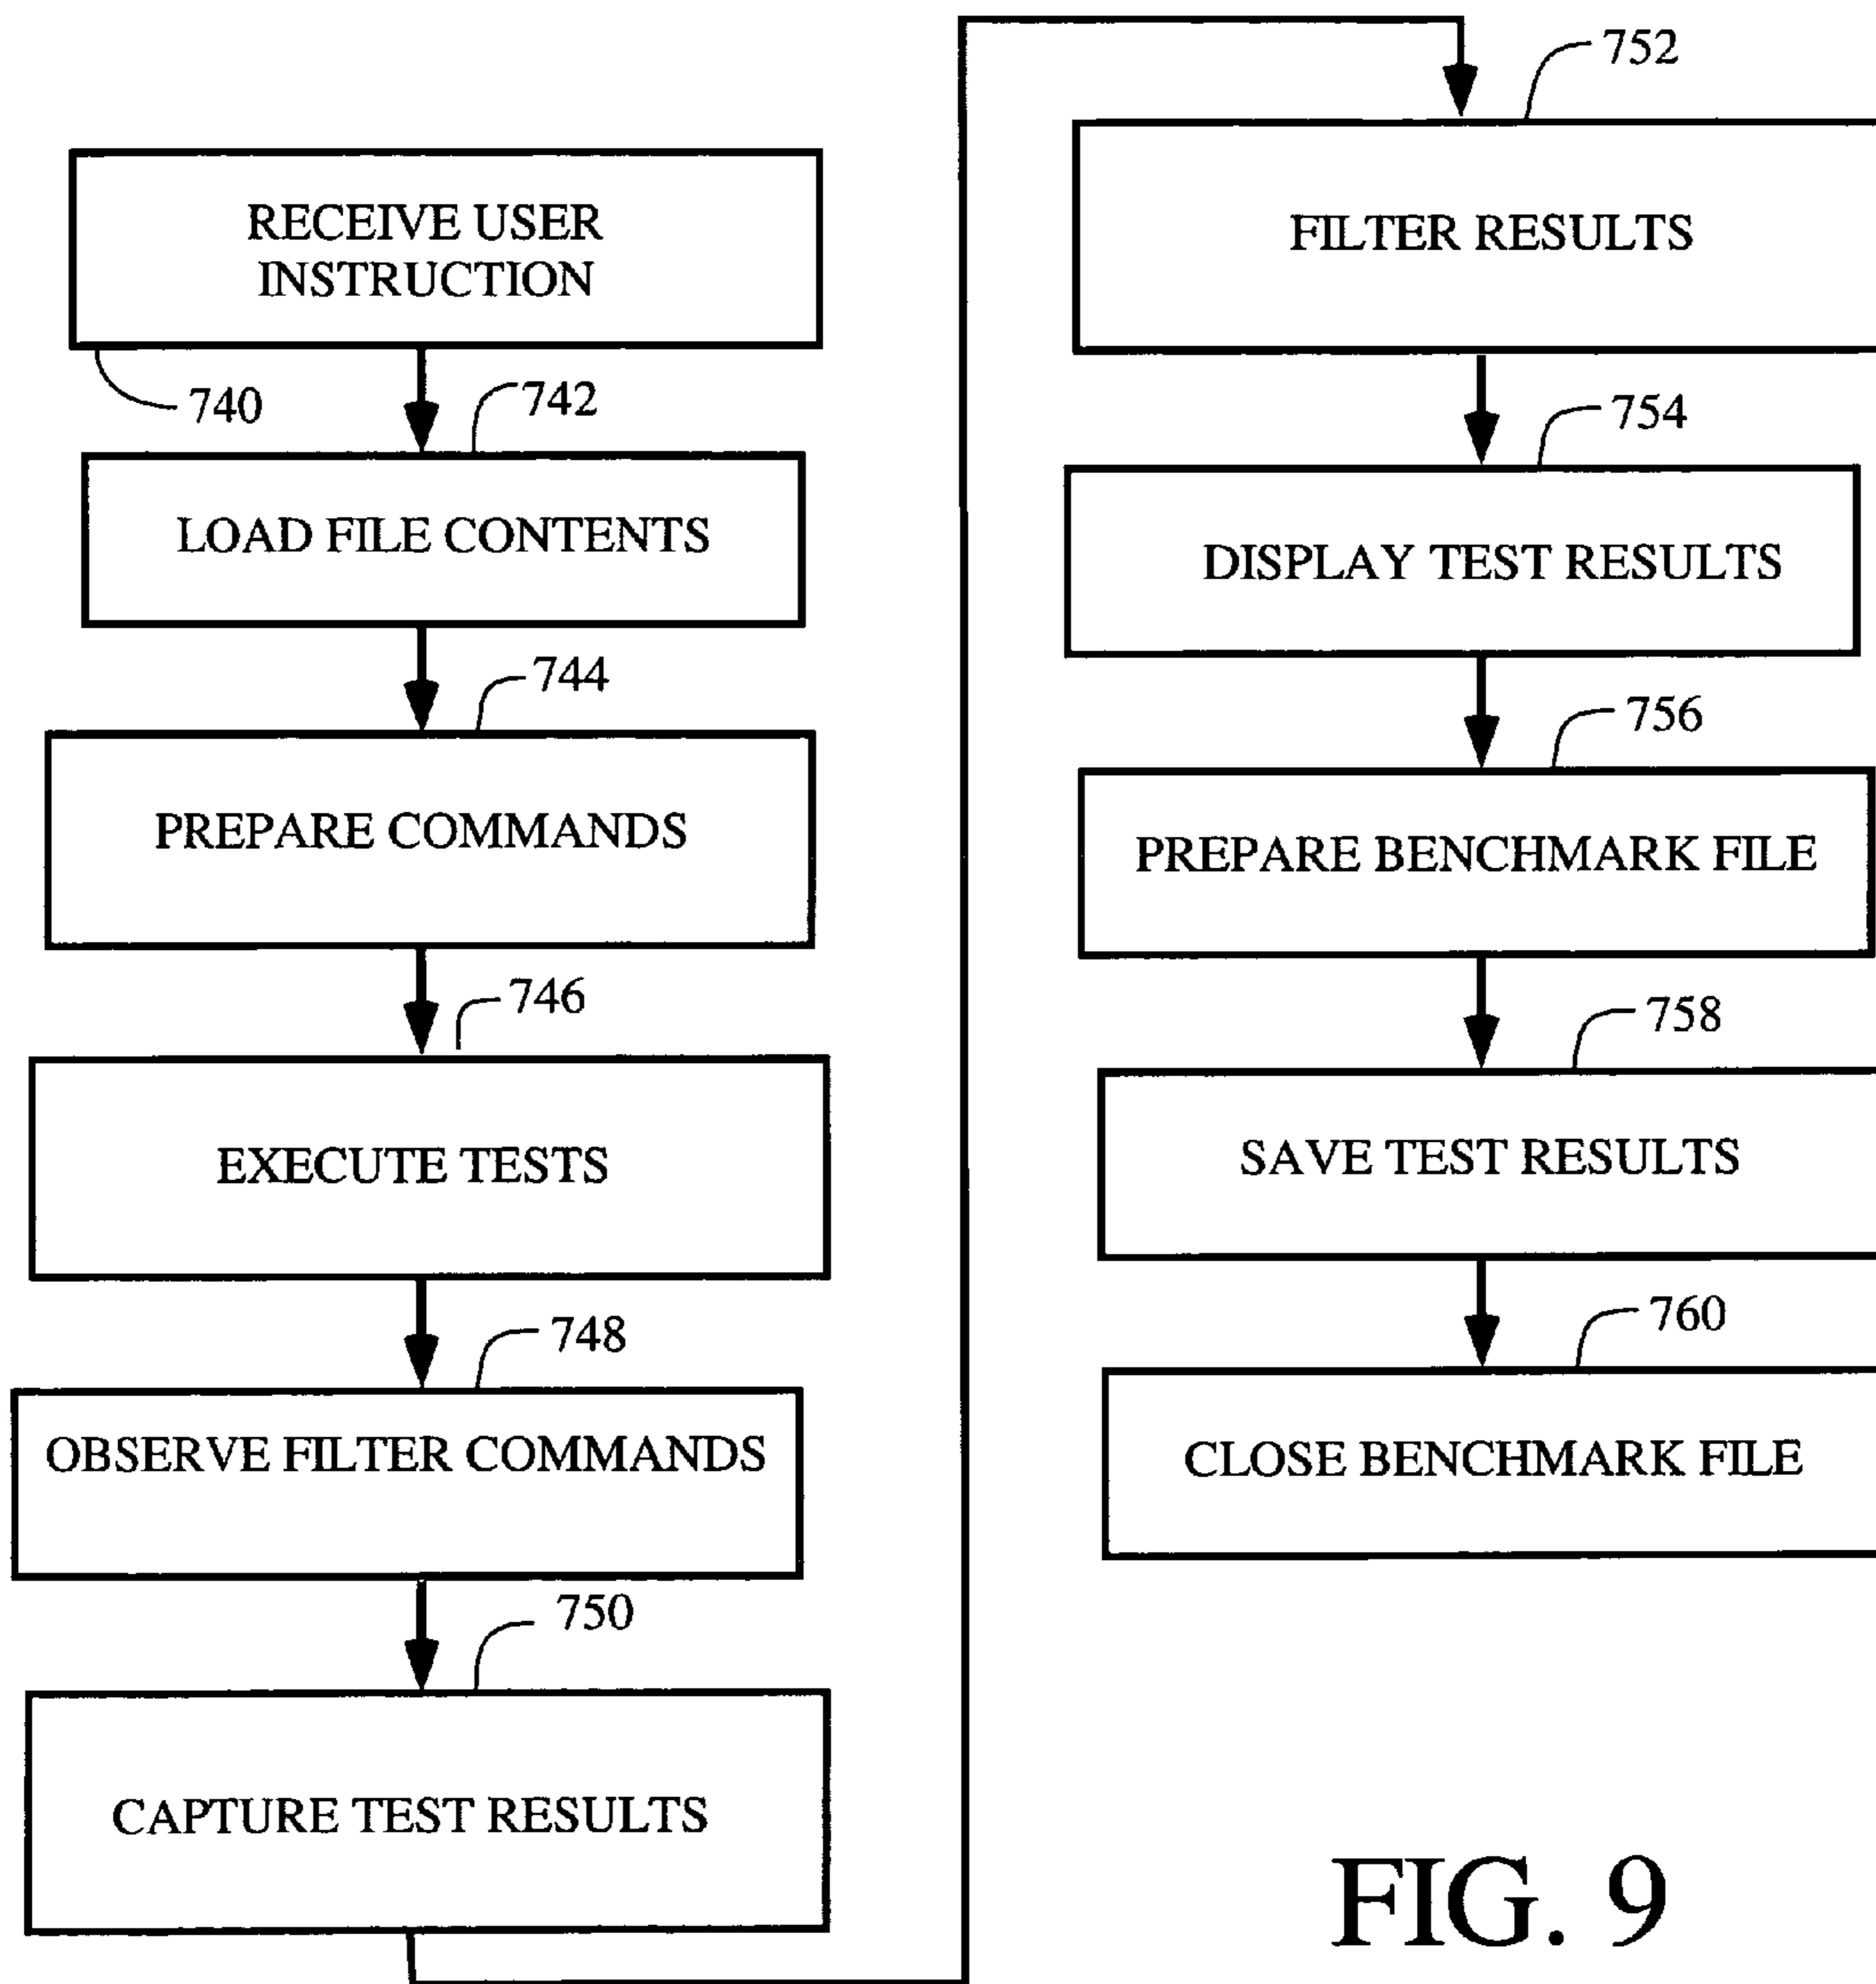 RECEIVE USER
INSTRUCTION
740
742
LOAD FILE CONTENTS
744
PREPARE COMMANDS
746
EXECUTE TESTS
748
OBSERVE FILTER COMMANDS
750
CAPTURE TEST RESULTS
752
FILTER RESULTS
754
DISPLAY TEST RESULTS
756
PREPARE BENCHMARK FILE
758
SAVE TEST RESULTS
760
CLOSE BENCHMARK FILE
FIG. 9